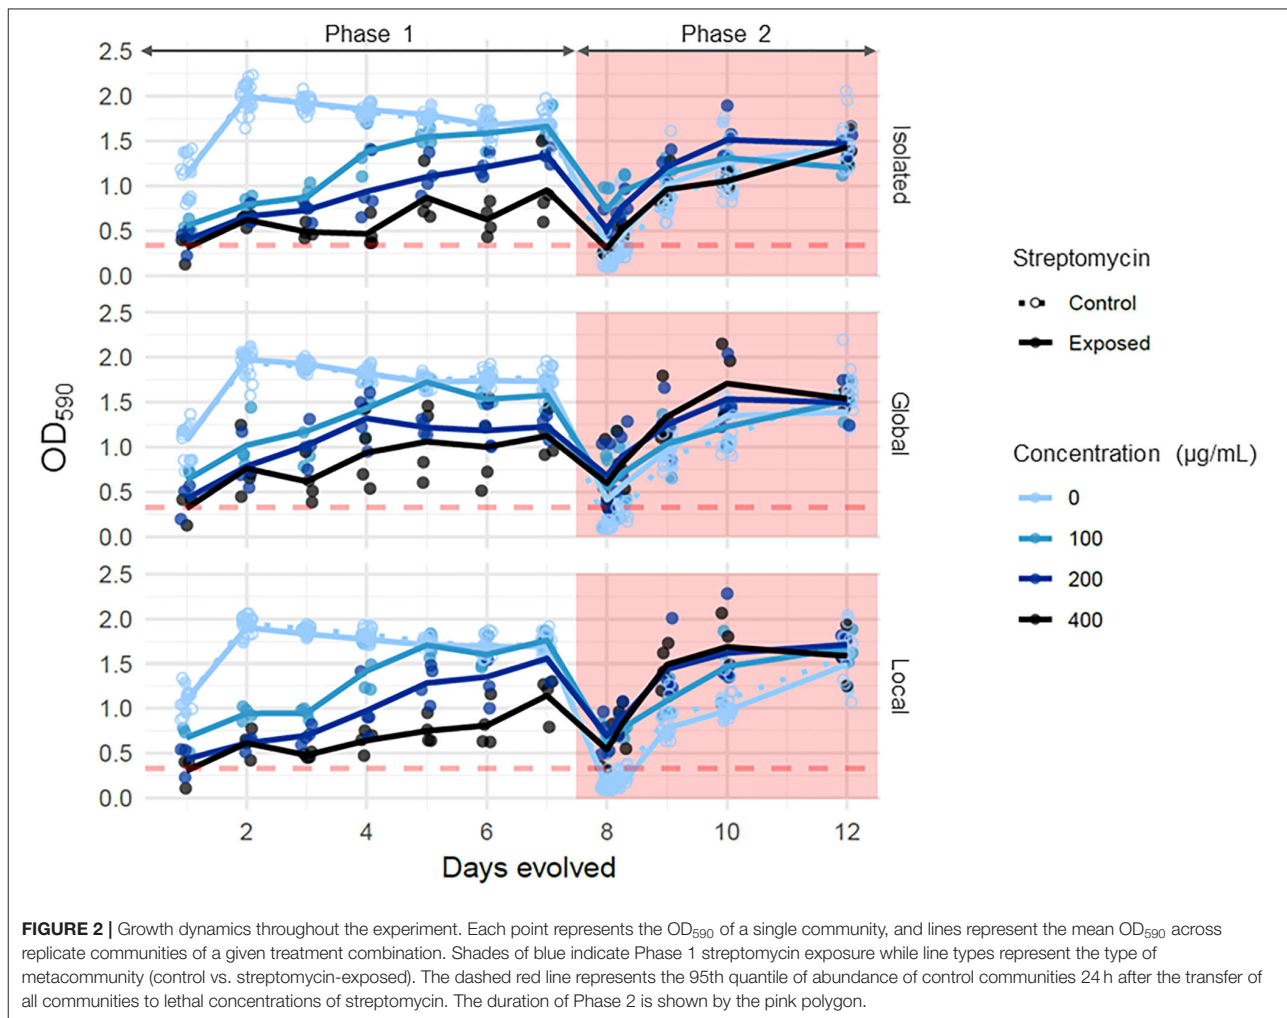 Phase 1
Phase 2
2.5
2.0
1.5
1.0
0.5
0.0
Isolated
2.5
2.0
1.5
1.0
0.5
0.0
Global
2.5
2.0
1.5
1.0
0.5
0.0
Local
OD590
2
4
6
8
10
12
Days evolved
Streptomycin
Control
Exposed
Concentration (µg/mL)
0
100
200
400
FIGURE 2 | Growth dynamics throughout the experiment. Each point represents the OD590 of a single community, and lines represent the mean OD590 across
replicate communities of a given treatment combination. Shades of blue indicate Phase 1 streptomycin exposure while line types represent the type of
metacommunity (control vs. streptomycin-exposed). The dashed red line represents the 95th quantile of abundance of control communities 24 h after the transfer of
all communities to lethal concentrations of streptomycin. The duration of Phase 2 is shown by the pink polygon.